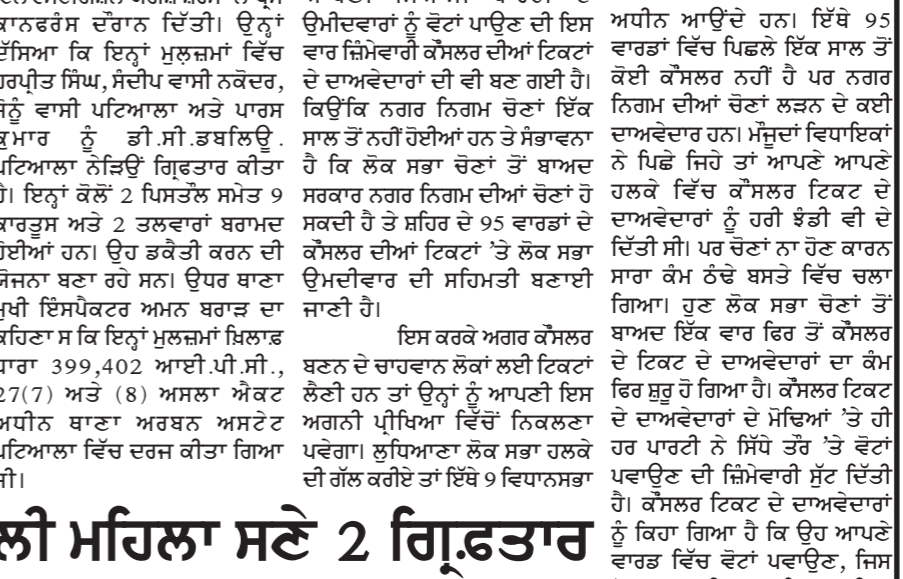 ਕਾਨਫਰੰਸ ਦੌਰਾਨ ਦਿੱਤੀ। ਉਨ੍ਹਾਂ
ਦੱਸਿਆ ਕਿ ਇਨ੍ਹਾਂ ਮੁਲਜ਼ਮਾਂ ਵਿੱਚ
ਹਰਪ੍ਰੀਤ ਸਿੰਘ, ਸੰਦੀਪ ਵਾਸੀ ਨਕੋਦਰ,
ਸੋਨੂੰ ਵਾਸੀ ਪਟਿਆਲਾ ਅਤੇ ਪਾਰਸ
ਕੁਮਾਰ ਨੂੰ ਡੀ.ਸੀ.ਡਬਲਿਊ.
ਪਟਿਆਲਾ ਨੇੜਿਉਂ ਗ੍ਰਿਫਤਾਰ ਕੀਤਾ
ਹੈ। ਇਨ੍ਹਾਂ ਕੋਲੋਂ 2 ਪਿਸਤੌਲ ਸਮੇਤ 9
ਕਾਰਤੂਸ ਅਤੇ 2 ਤਲਵਾਰਾਂ ਬਰਾਮਦ
ਹੋਈਆਂ ਹਨ। ਉਹ ਡਕੈਤੀ ਕਰਨ ਦੀ
ਯੋਜਨਾ ਬਣਾ ਰਹੇ ਸਨ। ਉਧਰ ਥਾਣਾ
ਮੁਖੀ ਇੰਸਪੈਕਟਰ ਅਮਨ ਬਰਾੜ ਦਾ
ਕਹਿਣਾ ਸ ਕਿ ਇਨ੍ਹਾਂ ਮੁਲਜ਼ਮਾਂ ਖ਼ਿਲਾਫ਼
ਧਾਰਾ 399,402 ਆਈ.ਪੀ.ਸੀ.,
27(7) ਅਤੇ (8) ਅਸਲਾ ਐਕਟ
ਅਧੀਨ ਥਾਣਾ ਅਰਬਨ ਅਸਟੇਟ
ਪਟਿਆਲਾ ਵਿੱਚ ਦਰਜ ਕੀਤਾ ਗਿਆ
ਸੀ।
ਉਮੀਦਵਾਰਾਂ ਨੂੰ ਵੋਟਾਂ ਪਾਉਣ ਦੀ ਇਸ
ਵਾਰ ਜ਼ਿੰਮੇਵਾਰੀ ਕੌਂਸਲਰ ਦੀਆਂ ਟਿਕਟਾਂ
ਦੇ ਦਾਅਵੇਦਾਰਾਂ ਦੀ ਵੀ ਬਣ ਗਈ ਹੈ।
ਕਿਉਂਕਿ ਨਗਰ ਨਿਗਮ ਚੋਣਾਂ ਇੱਕ
ਸਾਲ ਤੋਂ ਨਹੀਂ ਹੋਈਆਂ ਹਨ ਤੇ ਸੰਭਾਵਨਾ
ਹੈ ਕਿ ਲੋਕ ਸਭਾ ਚੋਣਾਂ ਤੋਂ ਬਾਅਦ
ਸਰਕਾਰ ਨਗਰ ਨਿਗਮ ਦੀਆਂ ਚੋਣਾਂ ਹੋ
ਸਕਦੀ ਹੈ ਤੇ ਸ਼ਹਿਰ ਦੇ 95 ਵਾਰਡਾਂ ਦੇ
ਕੌਂਸਲਰ ਦੀਆਂ ਟਿਕਟਾਂ 'ਤੇ ਲੋਕ ਸਭਾ
ਉਮਦੀਵਾਰ ਦੀ ਸਹਿਮਤੀ ਬਣਾਈ
ਜਾਣੀ ਹੈ।
ਇਸ ਕਰਕੇ ਅਗਰ ਕੌਂਸਲਰ
ਬਣਨ ਦੇ ਚਾਹਵਾਨ ਲੋਕਾਂ ਲਈ ਟਿਕਟਾਂ
ਲੈਣੀ ਹਨ ਤਾਂ ਉਨ੍ਹਾਂ ਨੂੰ ਆਪਣੀ ਇਸ
ਅਗਨੀ ਪ੍ਰੀਖਿਆ ਵਿੱਚੋਂ ਨਿਕਲਣਾ
ਪਵੇਗਾ। ਲੁਧਿਆਣਾ ਲੋਕ ਸਭਾ ਹਲਕੇ
ਦੀ ਗੱਲ ਕਰੀਏ ਤਾਂ ਇੱਥੇ 9 ਵਿਧਾਨਸਭਾ
ਅਧੀਨ ਆਉਂਦੇ ਹਨ। ਇੱਥੇ 95
ਵਾਰਡਾਂ ਵਿੱਚ ਪਿਛਲੇ ਇੱਕ ਸਾਲ ਤੋਂ
ਕੋਈ ਕੌਂਸਲਰ ਨਹੀਂ ਹੈ ਪਰ ਨਗਰ
ਨਿਗਮ ਦੀਆਂ ਚੋਣਾਂ ਲੜਨ ਦੇ ਕਈ
ਦਾਅਵੇਦਾਰ ਹਨ। ਮੌਜੂਦਾਂ ਵਿਧਾਇਕਾਂ
ਨੇ ਪਿਛੇ ਜਿਹੇ ਤਾਂ ਆਪਣੇ ਆਪਣੇ
ਹਲਕੇ ਵਿੱਚ ਕੌਂਸਲਰ ਟਿਕਟ ਦੇ
ਦਾਅਵੇਦਾਰਾਂ ਨੂੰ ਹਰੀ ਝੰਡੀ ਵੀ ਦੇ
ਦਿੱਤੀ ਸੀ। ਪਰ ਚੋਣਾਂ ਨਾ ਹੋਣ ਕਾਰਨ
ਸਾਰਾ ਕੰਮ ਠੰਢੇ ਬਸਤੇ ਵਿੱਚ ਚਲਾ
ਗਿਆ। ਹੁਣ ਲੋਕ ਸਭਾ ਚੋਣਾਂ ਤੋਂ
ਬਾਅਦ ਇੱਕ ਵਾਰ ਫਿਰ ਤੋਂ ਕੌਂਸਲਰ
ਦੇ ਟਿਕਟ ਦੇ ਦਾਅਵੇਦਾਰਾਂ ਦਾ ਕੰਮ
ਫਿਰ ਸ਼ੁਰੂ ਹੋ ਗਿਆ ਹੈ। ਕੌਂਸਲਰ ਟਿਕਟ
ਦੇ ਦਾਅਵੇਦਾਰਾਂ ਦੇ ਮੋਢਿਆਂ 'ਤੇ ਹੀ
ਹਰ ਪਾਰਟੀ ਨੇ ਸਿੱਧੇ ਤੌਰ 'ਤੇ ਵੋਟਾਂ
ਪਵਾਉਣ ਦੀ ਜ਼ਿੰਮੇਵਾਰੀ ਸੁੱਟ ਦਿੱਤੀ
ਹੈ। ਕੌਂਸਲਰ ਟਿਕਟ ਦੇ ਦਾਅਵੇਦਾਰਾਂ
ਨੂੰ ਕਿਹਾ ਗਿਆ ਹੈ ਕਿ ਉਹ ਆਪਣੇ
ਵਾਰਡ ਵਿੱਚ ਵੋਟਾਂ ਪਵਾਉਣ, ਜਿਸ
ਲੀ ਮਹਿਲਾ ਸਣੇ 2 ਗ੍ਰਿਫ਼ਤਾਰ